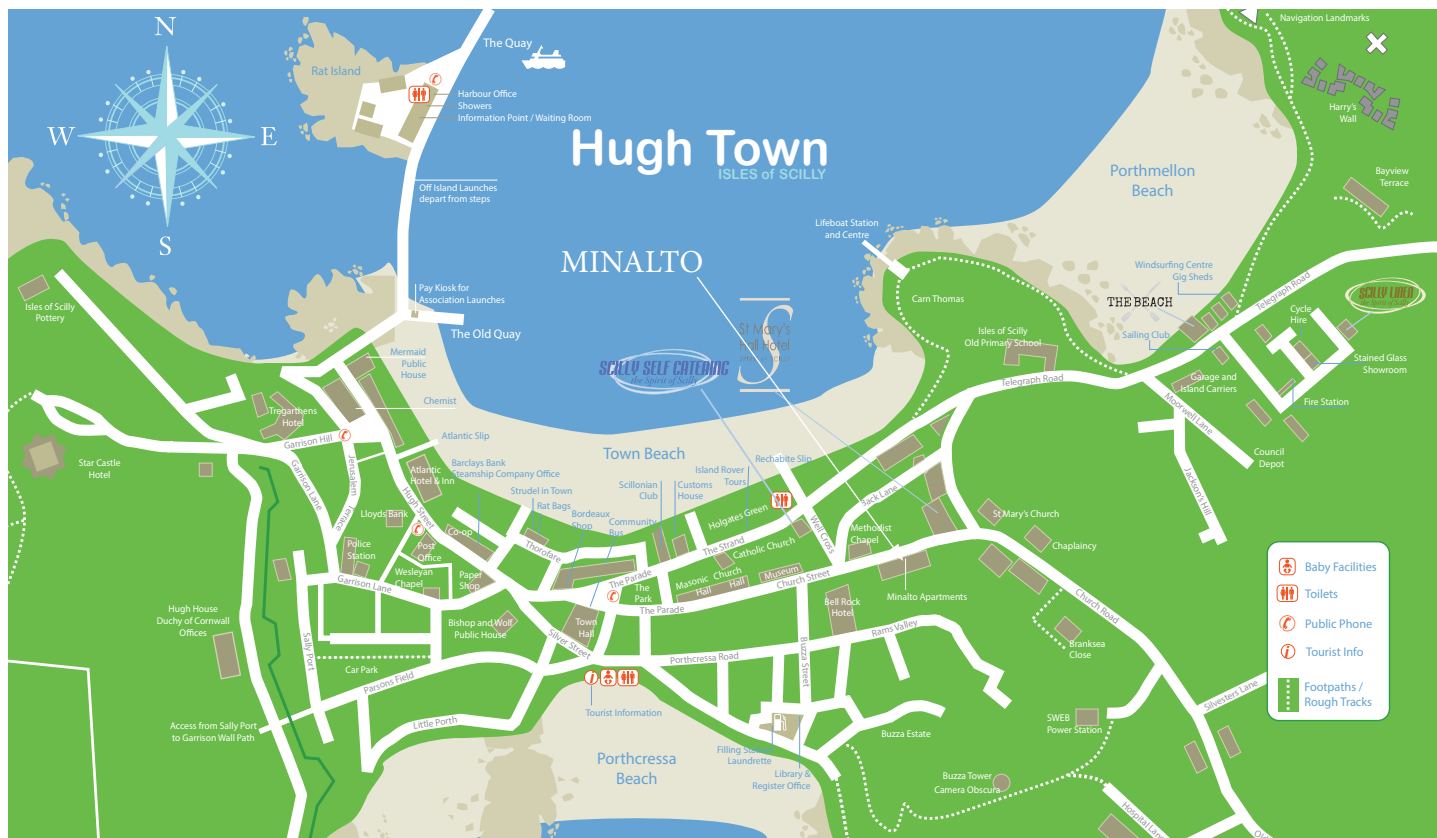 N
W
E
S
Rat Island
The Quay
Harbour Office
Showers
Information Point / Waiting Room
Hugh Town
ISLES of SCILLY
Off Island Launches
depart from steps
Navigation Landmarks
Harry's
Wall
Bayview
Terrace
Porthmellon
Beach
Lifeboat Station
and Centre
MINALTO
Windsurfing Centre
Gig Sheds
THE BEACH
Sailing Club
Telegraph Road
SCILLY LINEN
the Spirit of Scilly
Cycle
Hire
Stained Glass
Showroom
Fire Station
Garage and
Island Carriers
Moorwell Lane
Council
Depot
Jackson's Hill
Isles of Scilly
Pottery
Pay Kiosk for
Association Launches
The Old Quay
Carn Thomas
Isles of Scilly
Old Primary School
Telegraph Road
St Mary's
Hall Hotel
SCILLY SELF CATERING
the Spirit of Scilly
Mermaid
Public
House
Chemist
Tregarthens
Hotel
Garrison Hill
Star Castle
Hotel
Garrison Lane
Jerusalem
Terrace
Atlantic Slip
Atlantic
Hotel & Inn
Barclays Bank
Steamship Company Office
Hugh Street
Lloyds Bank
Strudel in Town
Rat Bags
Bordeaux
Shop
Community
Bus
Town Beach
Scillonian
Club
Customs
House
Island Rover
Tours
Rechabite Slip
Holgates Green
The Strand
Well Cross
Back Lane
Methodist
Chapel
St Mary's Church
Chaplaincy
Police
Station
Post
Office
Co-op
Thorofare
Wesleyan
Chapel
Paper
Shop
Garrison Lane
The Parade
The
Park
The Parade
Catholic Church
Masonic
Hall
Church
Hall
Museum
Church Street
Minalto Apartments
Bell Rock
Hotel
Rams Valley
Church Road
Branksea
Close
Hugh House
Duchy of Cornwall
Offices
Sally Port
Bishop and Wolf
Public House
Town
Hall
Silver Street
Porthcressa Road
Buzza Street
Car Park
Parsons Field
Little Porth
Access from Sally Port
to Garrison Wall Path
Tourist Information
Porthcressa
Beach
Filling Station
Laundrette
Library &
Register Office
Buzza Estate
SWEB
Power Station
Silvesters Lane
Buzza Tower
Camera Obscura
Hospital Lane
Baby Facilities
Toilets
Public Phone
Tourist Info
Footpaths /
Rough Tracks